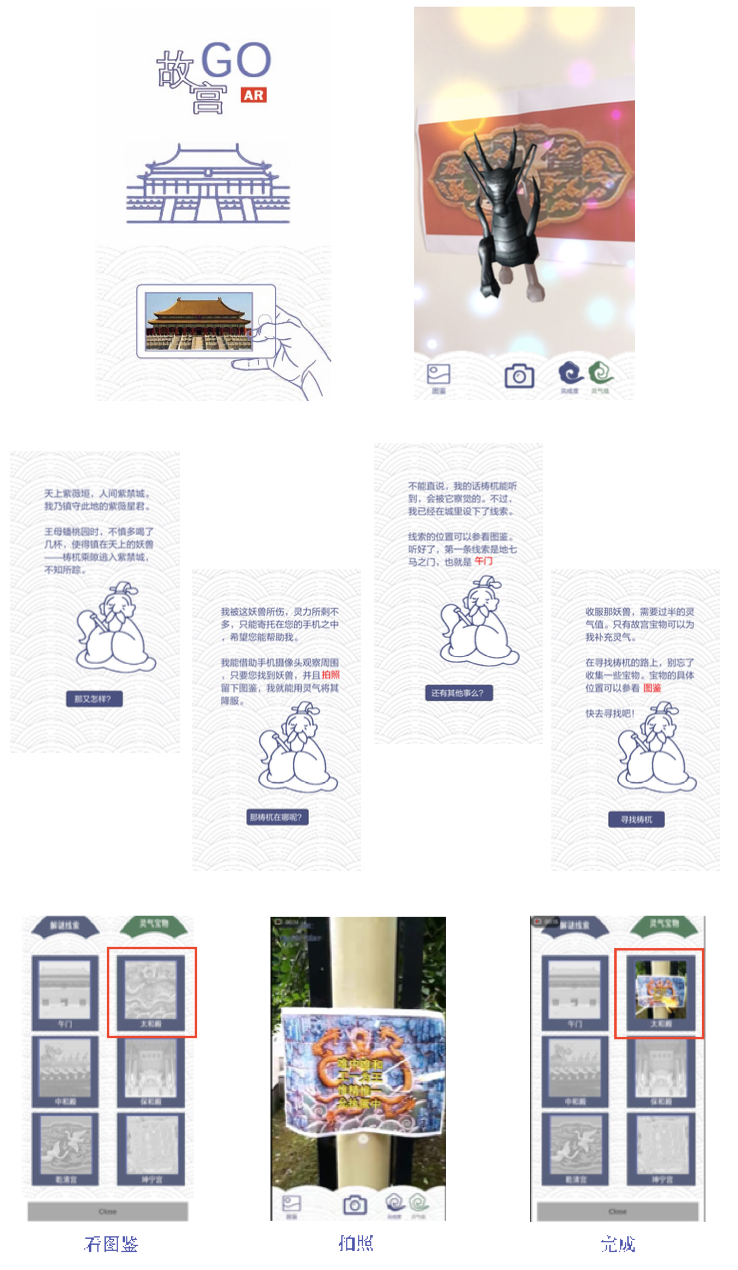 故宫
GO
AR
图鉴
完成度
灵气值
天上紫薇垣，人间紫禁城，
我乃镇守此地的紫薇星君。
王母蟠桃园时，不慎多喝了
几杯，使得镇在天上的妖兽
——梼杌乘隙逃入紫禁城，
不知所踪。
那又怎样?
我被这妖兽所伤，灵力所剩不
多，只能寄托在您的手机之中
，希望您能帮助我。
我能借助手机摄像头观察周围
，只要您找到妖兽，并且拍照
留下图鉴，我就能用灵气将其
降服。
那梼杌在哪呢?
不能直说，我的话梼杌能听
到，会被它察觉的。不过，
我已经在城里设下了线索。
线索的位置可以参看图鉴。
听好了，第一条线索是地七
马之门，也就是 午门
还有其他事么?
收服那妖兽，需要过半的灵
气值。只有故宫宝物可以为
我补充灵气。
在寻找梼杌的路上，别忘了
收集一些宝物。宝物的具体
位置可以参看 图鉴
快去寻找吧!
寻找梼杌
解谜线索
灵气宝物
午门
太和殿
中和殿
保和殿
乾清宫
坤宁宫
Close
看图鉴
图鉴
完成度
灵气值
拍照
解谜线索
灵气宝物
午门
太和殿
中和殿
保和殿
乾清宫
坤宁宫
Close
完成